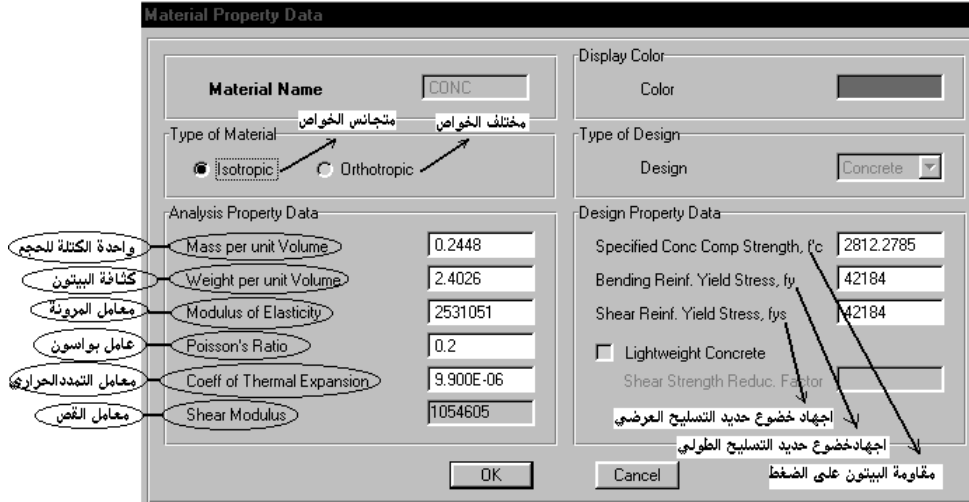 Material Property Data
Material Name
CONC
Display Color
Color
متجانس الخواص
مختلف الخواص
Type of Material
Isotropic
Orthotropic
Type of Design
Design
Concrete
Analysis Property Data
واحدة الكتلة للحجم
Mass per unit Volume
0.2448
كثافة البيتون
Weight per unit Volume
2.4026
معامل المرونة
Modulus of Elasticity
2531051
عامل بواسون
Poisson's Ratio
0.2
معامل التمددالحراري
Coeff of Thermal Expansion
9.900E-06
معامل القص
Shear Modulus
1054605
Design Property Data
Specified Conc Comp Strength, f'c
2812.2785
Bending Reinf. Yield Stress, fy
42184
Shear Reinf. Yield Stress, fys
42184
Lightweight Concrete
Shear Strength Reduc. Factor
اجهاد خضوع حديد التسليح العرضي
اجهادخضوع حديد التسليح الطولي
مقاومة البيتون على الضغط
OK
Cancel